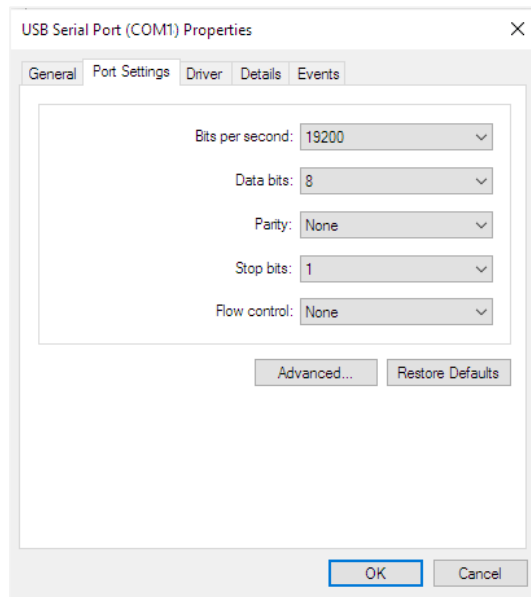 USB Serial Port (COM1) Properties
General Port Settings Driver Details Events
Bits per second: 19200
Data bits: 8
Parity: None
Stop bits: 1
Flow control: None
Advanced... Restore Defaults
OK Cancel